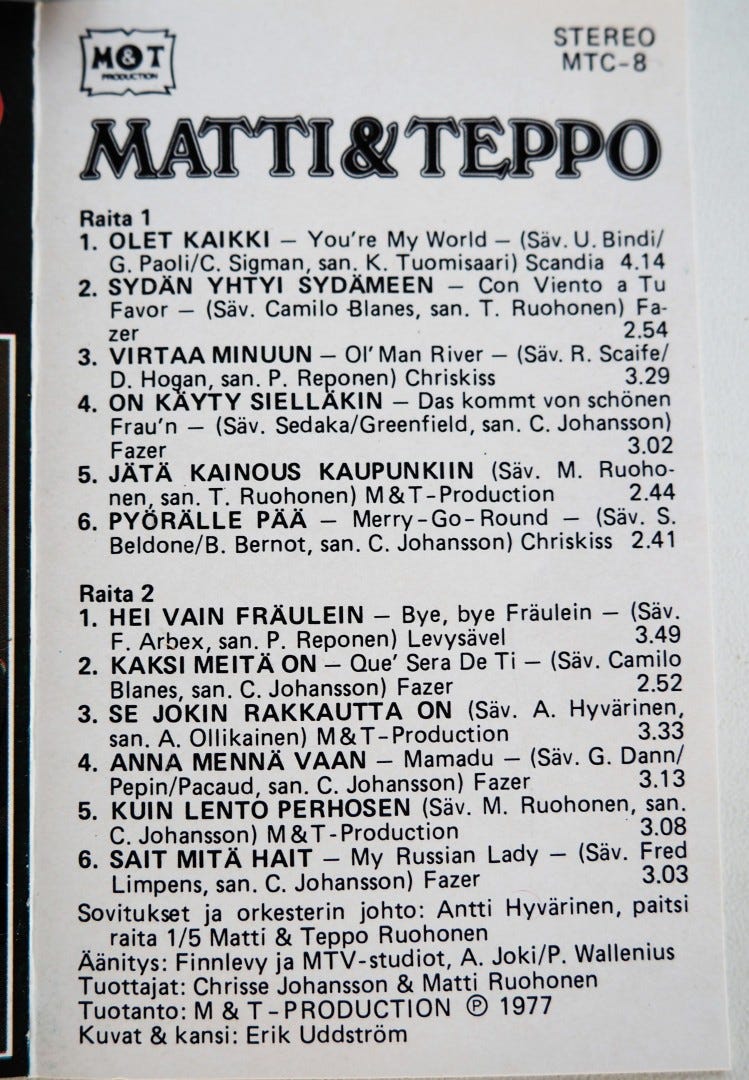 M&T
PRODUCTION
STEREO
MTC-8
MATTI & TEPPO
Raita 1
1. OLET KAIKKI — You're My World — (Säv. U. Bindi/
G. Paoli/C. Sigman, san. K. Tuomisaari) Scandia 4.14
2. SYDÄN YHTYI SYDÄMEEN — Con Viento a Tu
Favor — (Säv. Camilo Blanes, san. T. Ruohonen) Fa-
zer 2.54
3. VIRTAA MINUUN — Ol' Man River — (Säv. R. Scaife/
D. Hogan, san. P. Reponen) Chriskiss 3.29
4. ON KÄYTY SIELLÄKIN — Das kommt von schönen
Frau'n — (Säv. Sedaka/Greenfield, san. C. Johansson)
Fazer 3.02
5. JÄTÄ KAINOUS KAUPUNKIIN (Säv. M. Ruoho-
nen, san. T. Ruohonen) M&T-Production 2.44
6. PYÖRÄLLE PÄÄ — Merry-Go-Round — (Säv. S.
Beldone/B. Bernot, san. C. Johansson) Chriskiss 2.41
Raita 2
1. HEI VAIN FRÄULEIN — Bye, bye Fräulein — (Säv.
F. Arbex, san. P. Reponen) Levysävel 3.49
2. KAKSI MEITÄ ON — Que' Sera De Ti — (Säv. Camilo
Blanes, san. C. Johansson) Fazer 2.52
3. SE JOKIN RAKKAUTTA ON (Säv. A. Hyvärinen,
san. A. Ollikainen) M&T-Production 3.33
4. ANNA MENNÄ VAAN — Mamadu — (Säv. G. Dann/
Pepin/Pacaud, san. C. Johansson) Fazer 3.13
5. KUIN LENTO PERHOSEN (Säv. M. Ruohonen, san.
C. Johansson) M&T-Production 3.08
6. SAIT MITÄ HAIT — My Russian Lady — (Säv. Fred
Limpens, san. C. Johansson) Fazer 3.03
Sovitukset ja orkesterin johto: Antti Hyvärinen, paitsi
raita 1/5 Matti & Teppo Ruohonen
Äänitys: Finnlevy ja MTV-studiot, A. Joki/P. Wallenius
Tuottajat: Chrisse Johansson & Matti Ruohonen
Tuotanto: M & T-PRODUCTION ℗ 1977
Kuvat & kansi: Erik Uddström